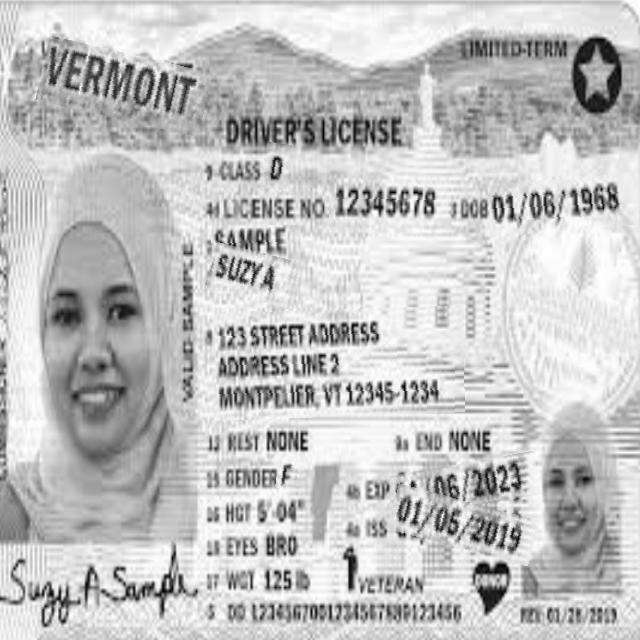 VERMONT
LIMITED-TERM
DRIVER'S LICENSE
9 CLASS D
4d LICENSE NO. 12345678 3 DOB 01/06/1968
SAMPLE
SUZY A
VALID SAMPLE
8 123 STREET ADDRESS
ADDRESS LINE 2
MONTPELIER, VT 12345-1234
12 REST NONE 9a END NONE
15 GENDER F 4b EXP /06/2023
16 HGT 5'-04" 4a ISS 01/05/2019
18 EYES BRO
17 WGT 125 lb VETERAN DONOR
Suzy A Sample
5 DD REV 01/28/2019